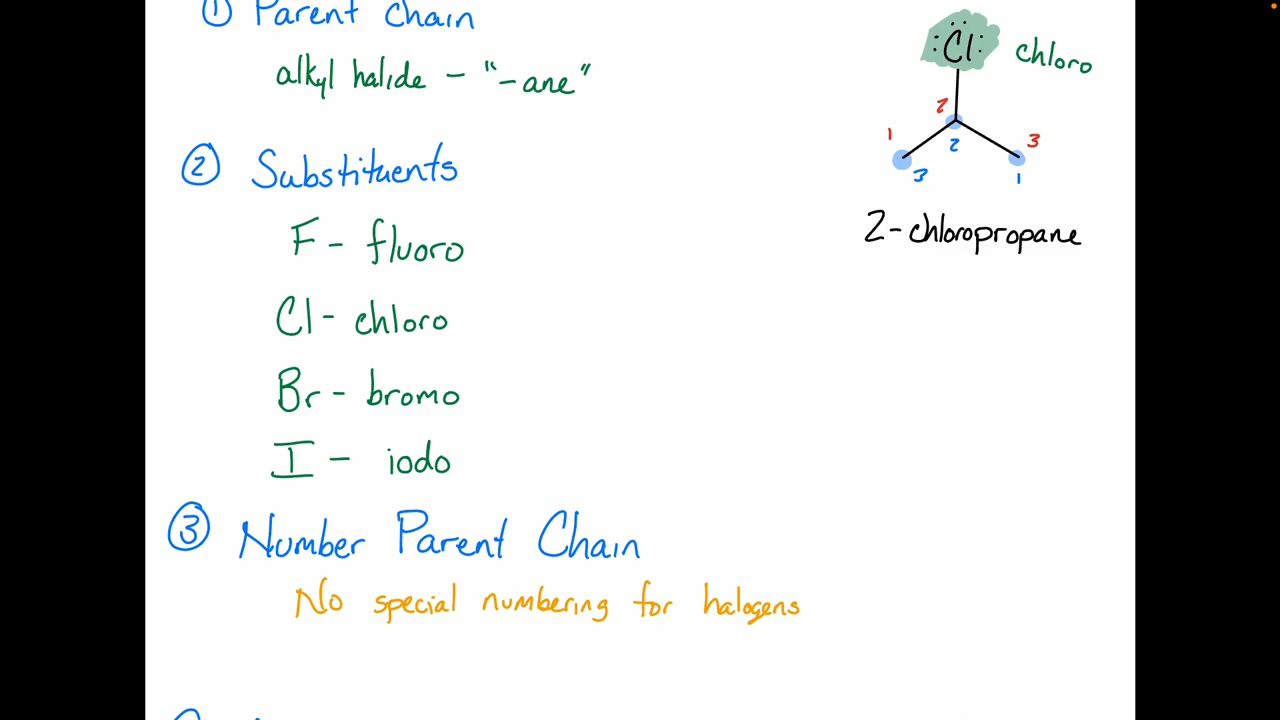 ① Parent Chain
alkyl halide - "-ane"
② Substituents
F - fluoro
Cl - chloro
Br - bromo
I - iodo
③ Number Parent Chain
No special numbering for halogens
:Cl: chloro
2
1 2 3
3 1
2-chloropropane